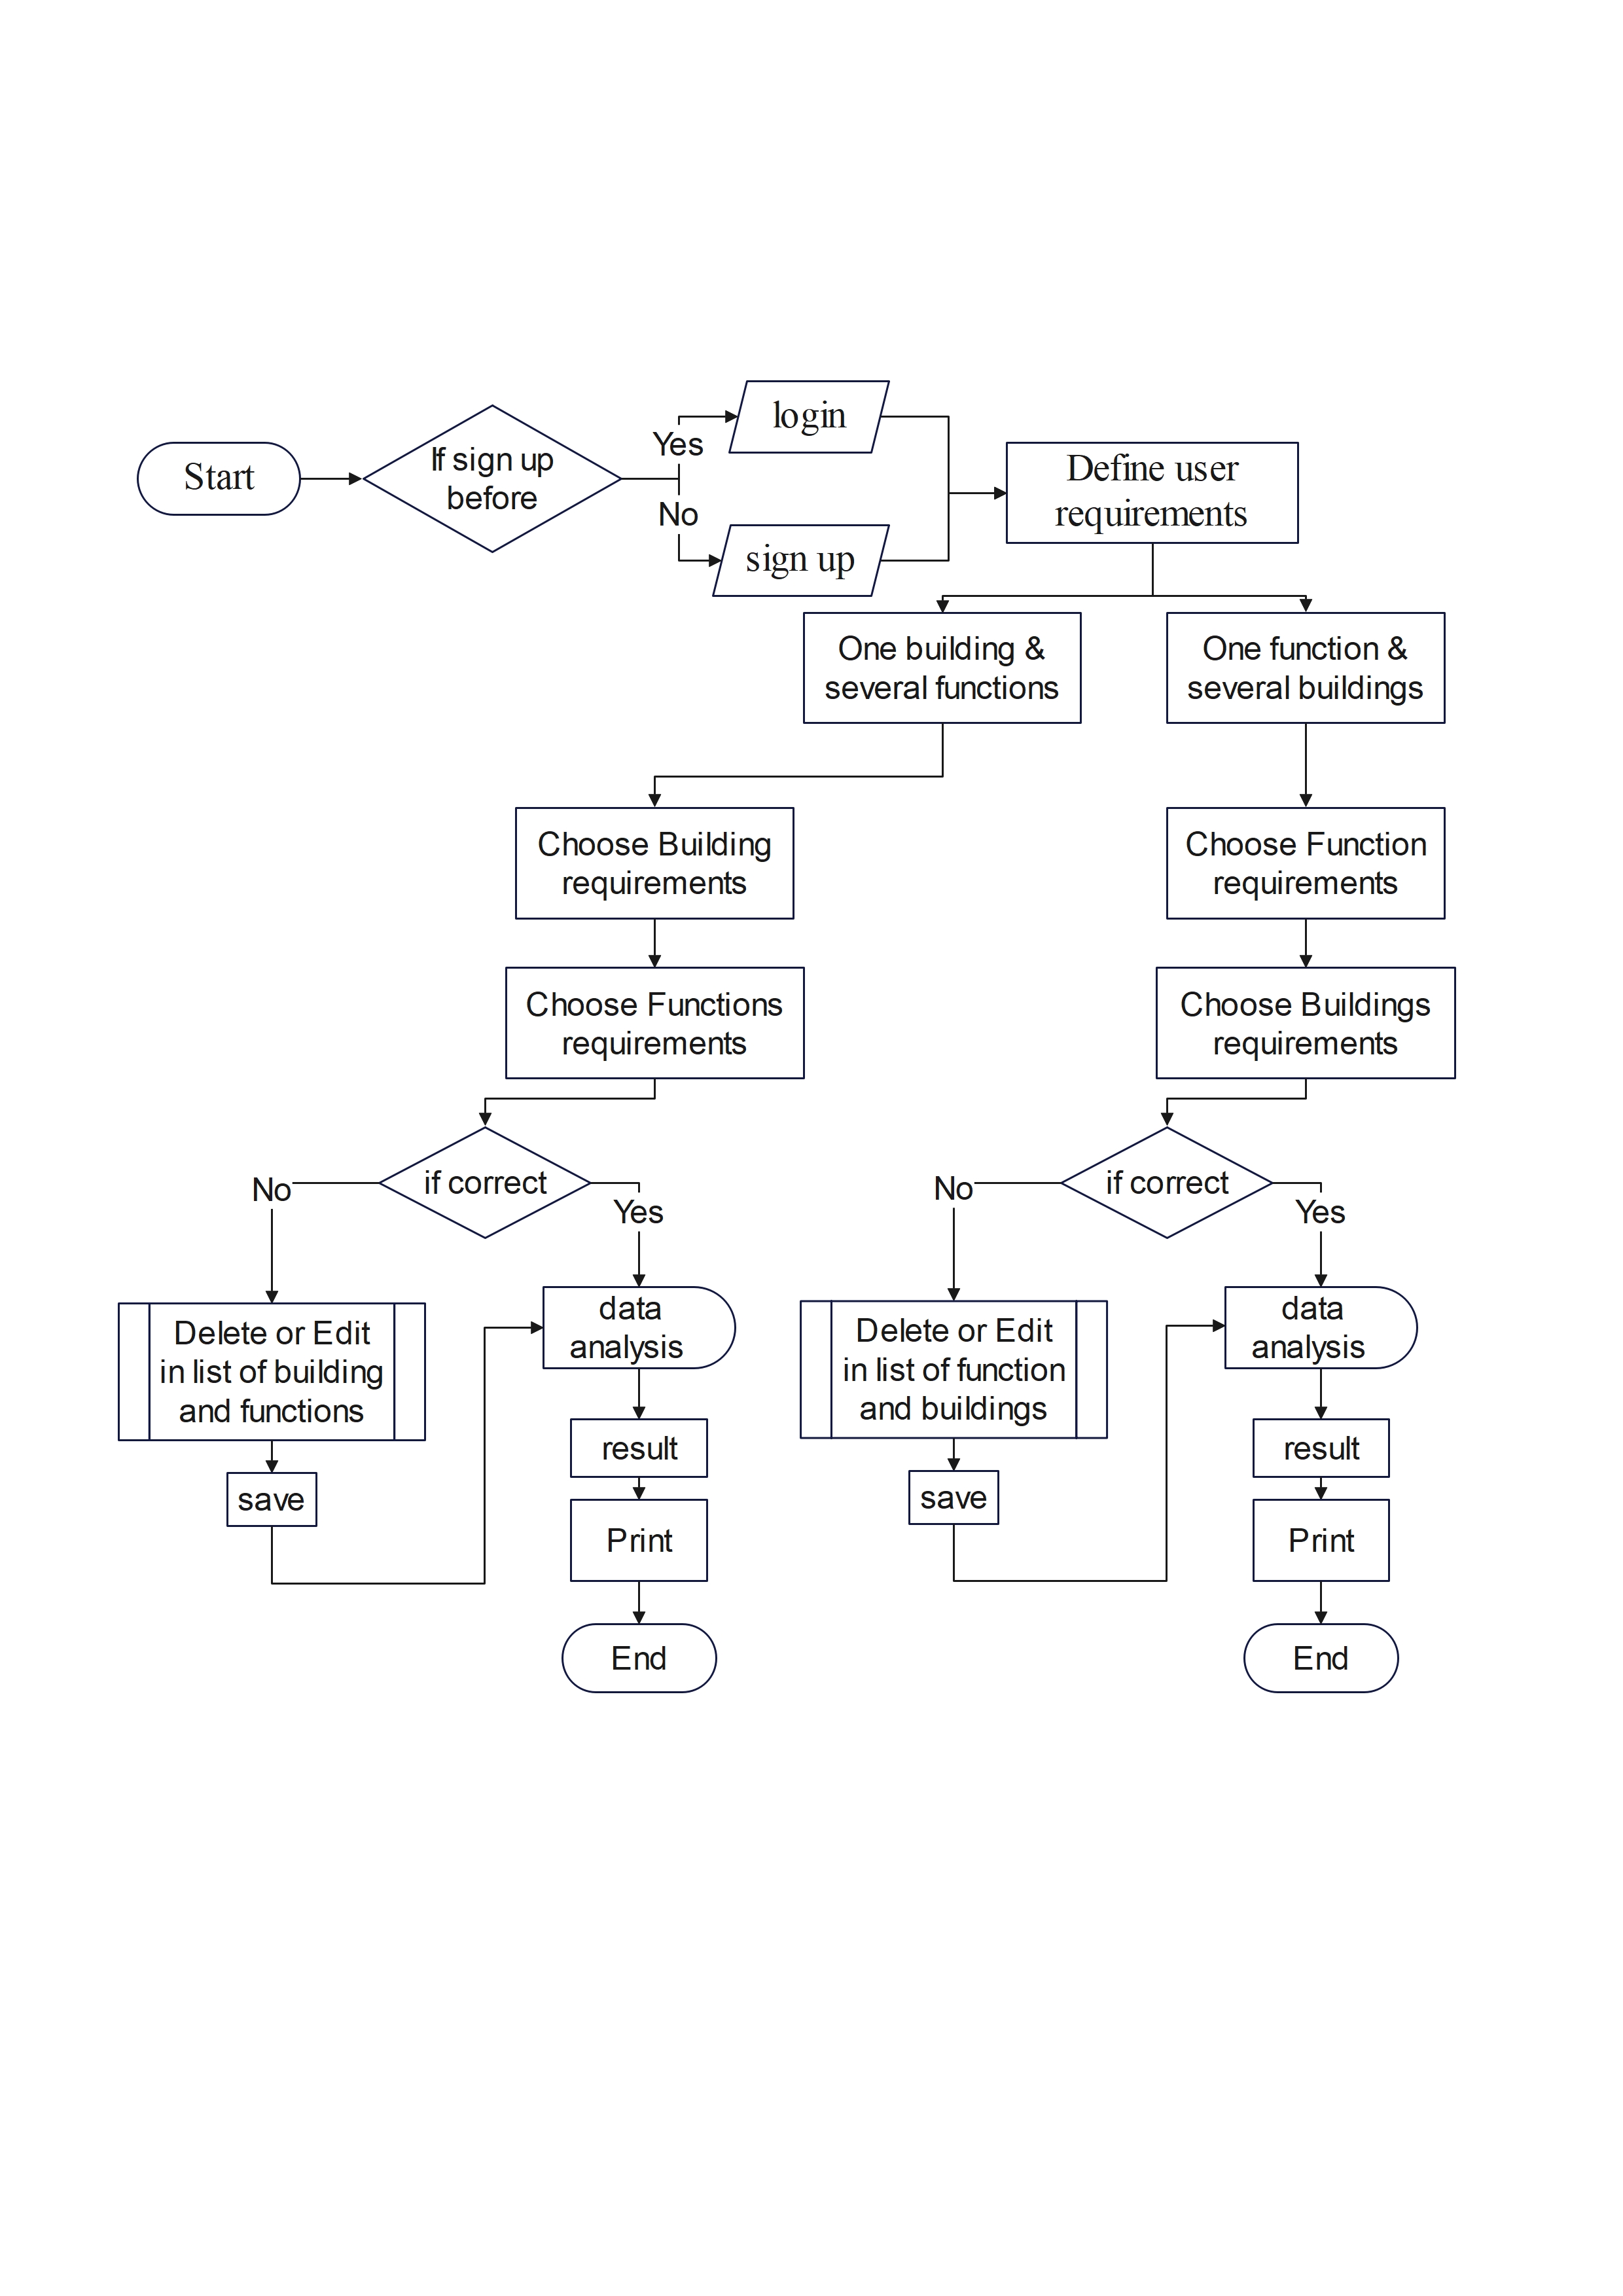 Start
If sign up
before
Yes
No
login
sign up
Define user
requirements
One building &
several functions
One function &
several buildings
Choose Building
requirements
Choose Function
requirements
Choose Functions
requirements
Choose Buildings
requirements
if correct
No
Yes
if correct
No
Yes
Delete or Edit
in list of building
and functions
save
data
analysis
result
Print
End
Delete or Edit
in list of function
and buildings
save
data
analysis
result
Print
End